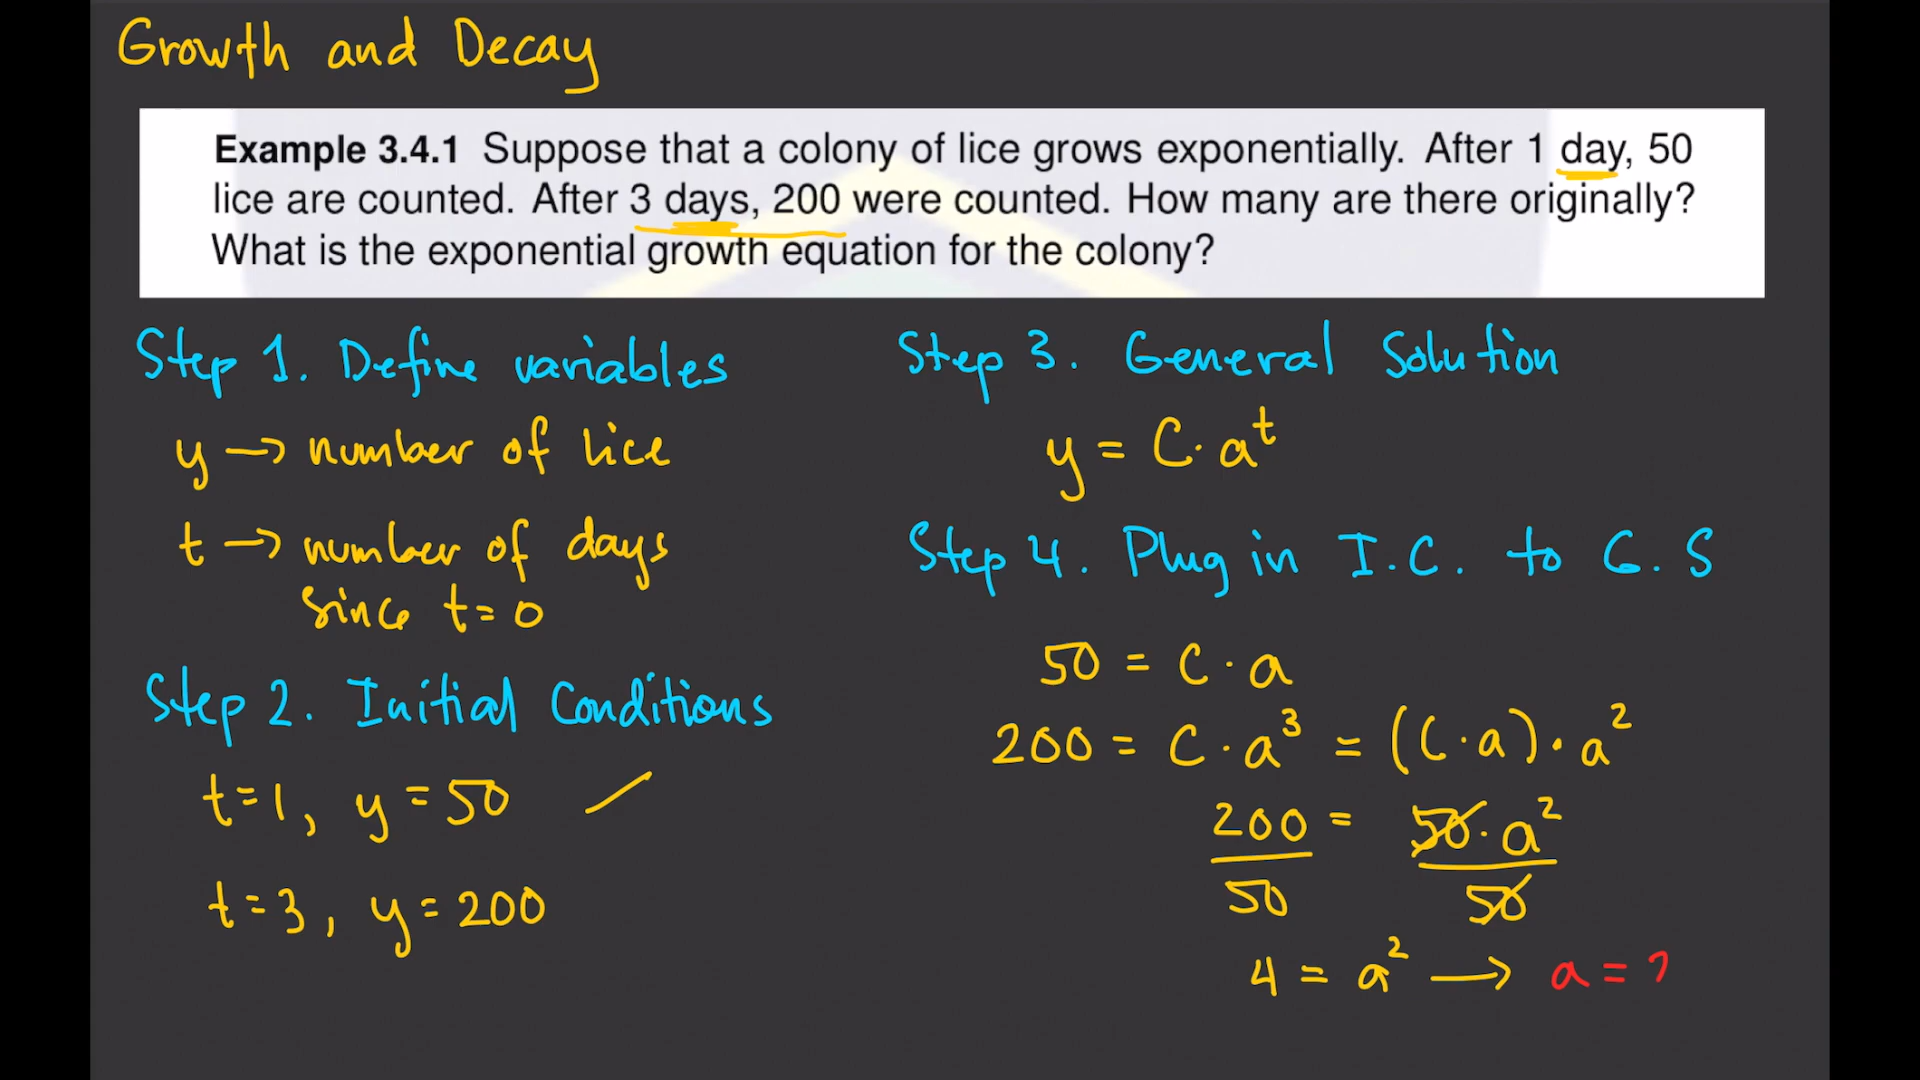 Growth and Decay
Example 3.4.1 Suppose that a colony of lice grows exponentially. After 1 day, 50
lice are counted. After 3 days, 200 were counted. How many are there originally?
What is the exponential growth equation for the colony?
Step 1. Define variables
y → number of lice
t → number of days
since t = 0
Step 2. Initial Conditions
t = 1, y = 50
t = 3, y = 200
Step 3. General Solution
y = C · a^t
Step 4. Plug in I.C. to G.S
50 = C · a
200 = C · a³ = (C · a) · a²
200 = 50 · a²
50 50
4 = a² → a = ?